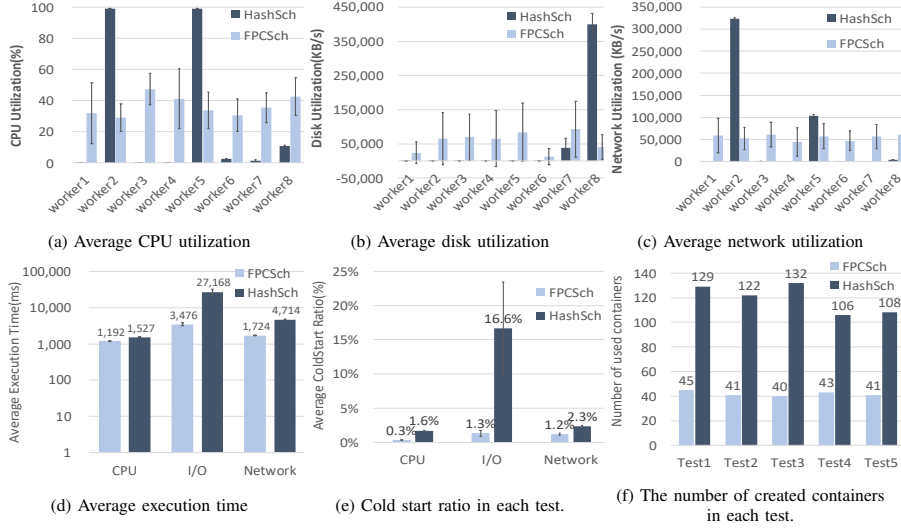 100
80
60
40
20
0
CPU Utilization(%)
HashSch
FPCSch
worker1
worker2
worker3
worker4
worker5
worker6
worker7
worker8
(a) Average CPU utilization
450,000
350,000
250,000
150,000
50,000
-50,000
Disk Utilization(KB/s)
HashSch
FPCSch
worker1
worker2
worker3
worker4
worker5
worker6
worker7
worker8
(b) Average disk utilization
350,000
300,000
250,000
200,000
150,000
100,000
50,000
0
Network Utilization (KB/s)
HashSch
FPCSch
worker1
worker2
worker3
worker4
worker5
worker6
worker7
worker8
(c) Average network utilization
100,000
10,000
1,000
100
10
1
Average Execution Time(ms)
FPCSch
HashSch
1,192
1,527
3,476
27,168
1,724
4,714
CPU
I/O
Network
(d) Average execution time
25%
20%
15%
10%
5%
0%
Average ColdStart Ratio(%)
FPCSch
HashSch
0.3%
1.6%
1.3%
16.6%
1.2%
2.3%
CPU
I/O
Network
(e) Cold start ratio in each test.
140
120
100
80
60
40
20
0
Number of used containers
FPCSch
HashSch
45
129
41
122
40
132
43
106
41
108
Test1
Test2
Test3
Test4
Test5
(f) The number of created containers
in each test.